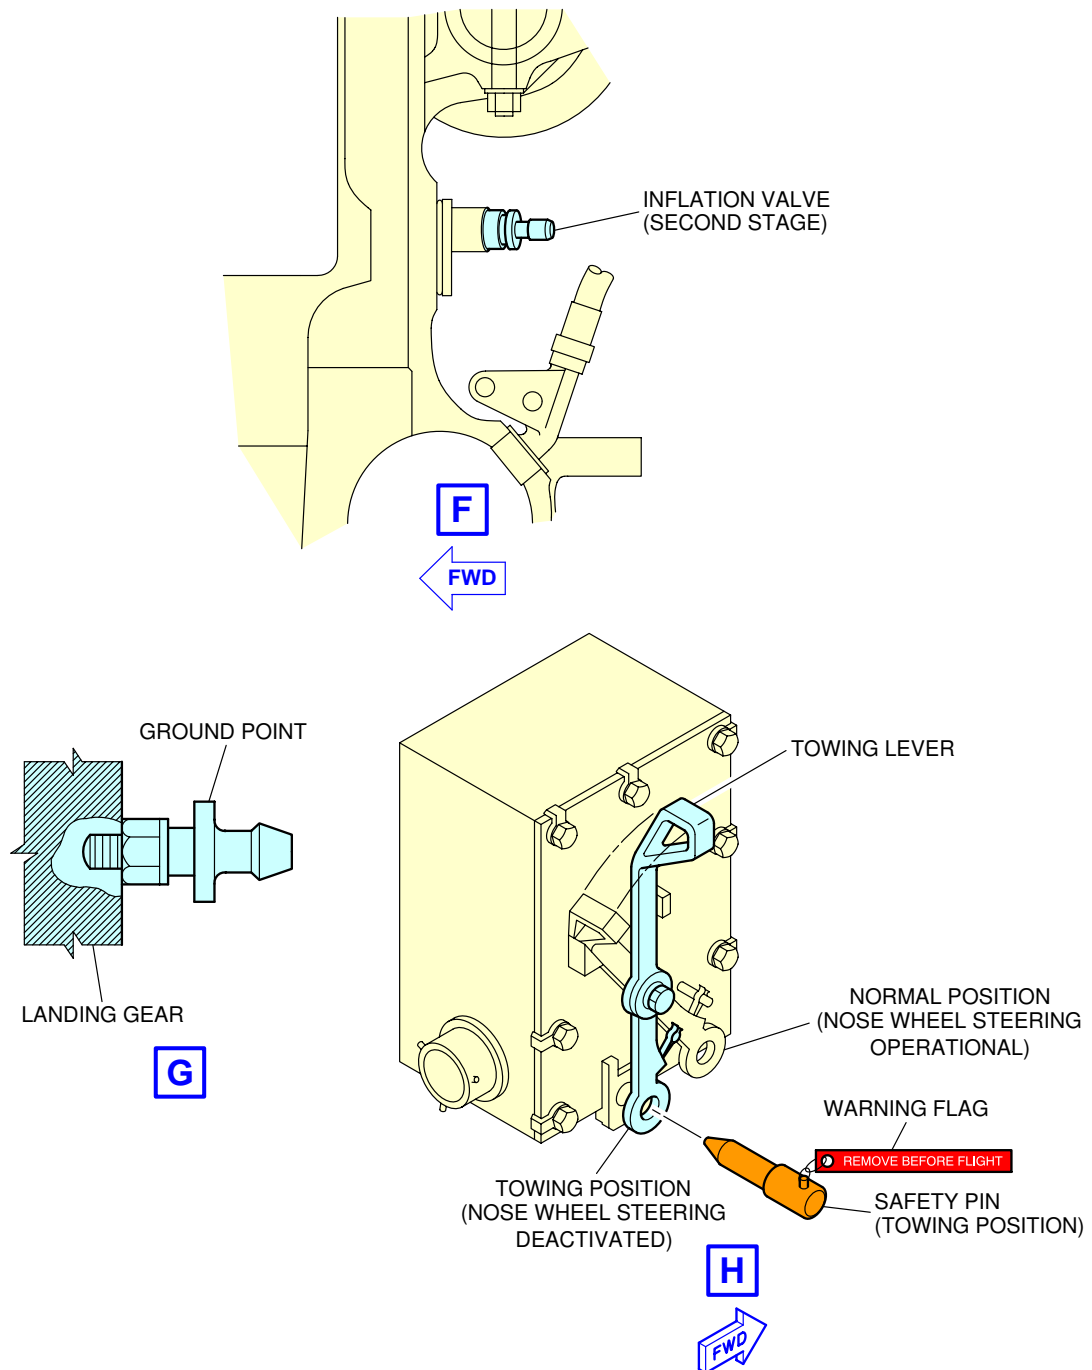 INFLATION VALVE
(SECOND STAGE)
F
FWD
GROUND POINT
LANDING GEAR
G
TOWING LEVER
NORMAL POSITION
(NOSE WHEEL STEERING
OPERATIONAL)
WARNING FLAG
REMOVE BEFORE FLIGHT
SAFETY PIN
(TOWING POSITION)
TOWING POSITION
(NOSE WHEEL STEERING
DEACTIVATED)
H
FWD